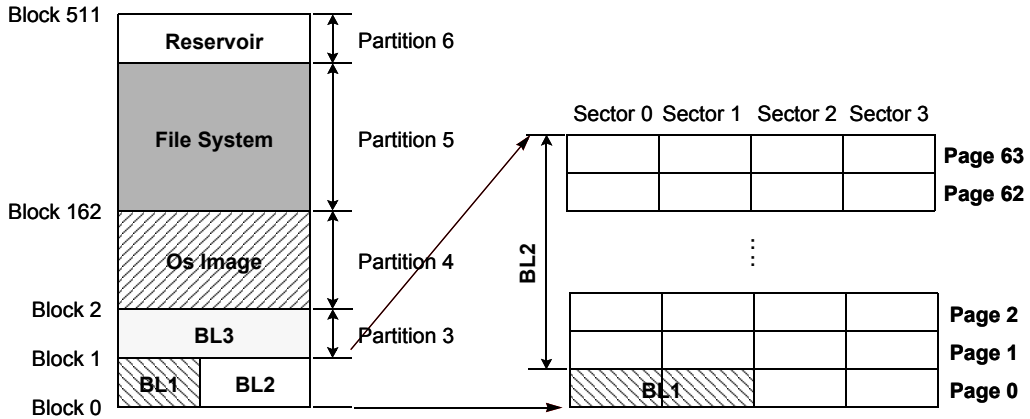 Block 511
Reservoir
Partition 6
File System
Partition 5
Block 162
Os Image
Partition 4
Block 2
BL3
Partition 3
Block 1
BL1
BL2
Block 0
Sector 0 Sector 1 Sector 2 Sector 3
Page 63
Page 62
BL2
Page 2
Page 1
BL1
Page 0